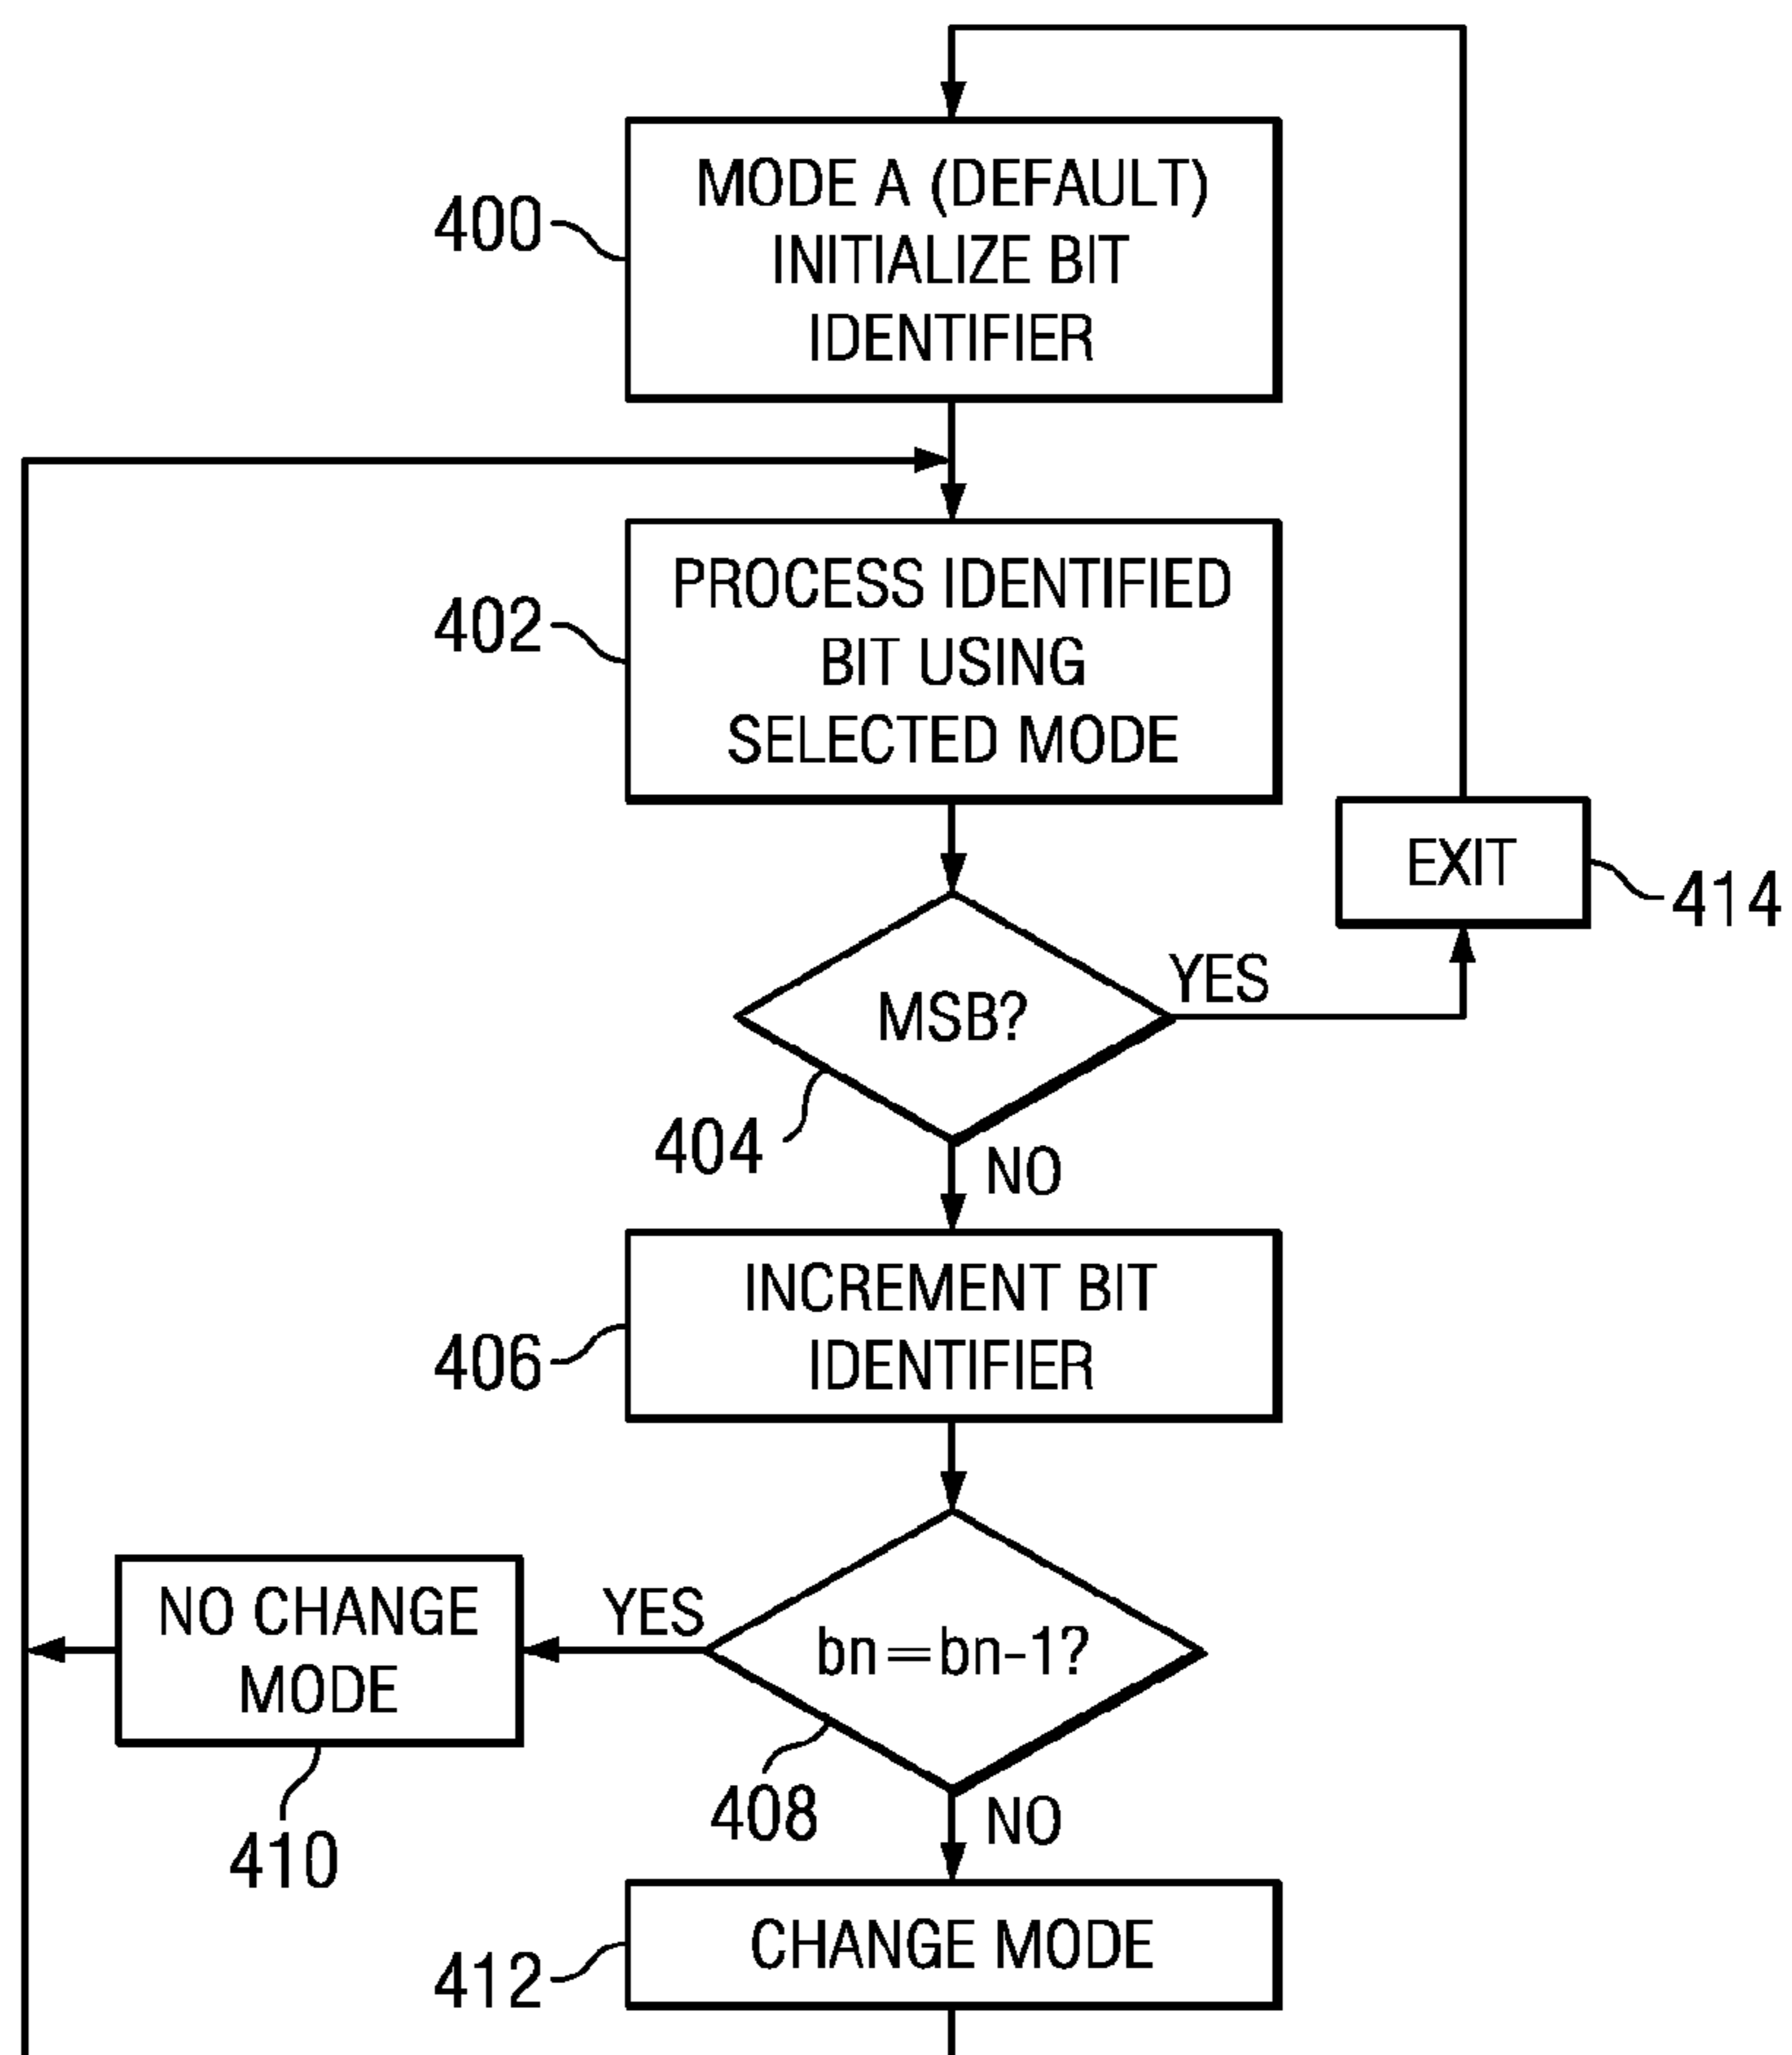 MODE A (DEFAULT)
INITIALIZE BIT
IDENTIFIER
400
PROCESS IDENTIFIED
BIT USING
SELECTED MODE
402
EXIT
414
MSB?
YES
404
NO
INCREMENT BIT
IDENTIFIER
406
NO CHANGE
MODE
YES
bn=bn-1?
410
408
NO
CHANGE MODE
412